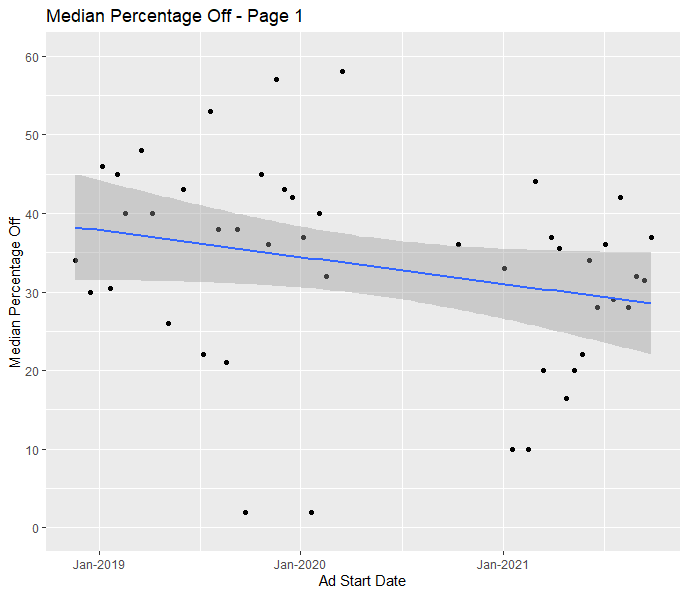 Median Percentage Off - Page 1
Median Percentage Off
60
50
40
30
20
10
0
Jan-2019 Jan-2020 Jan-2021
Ad Start Date